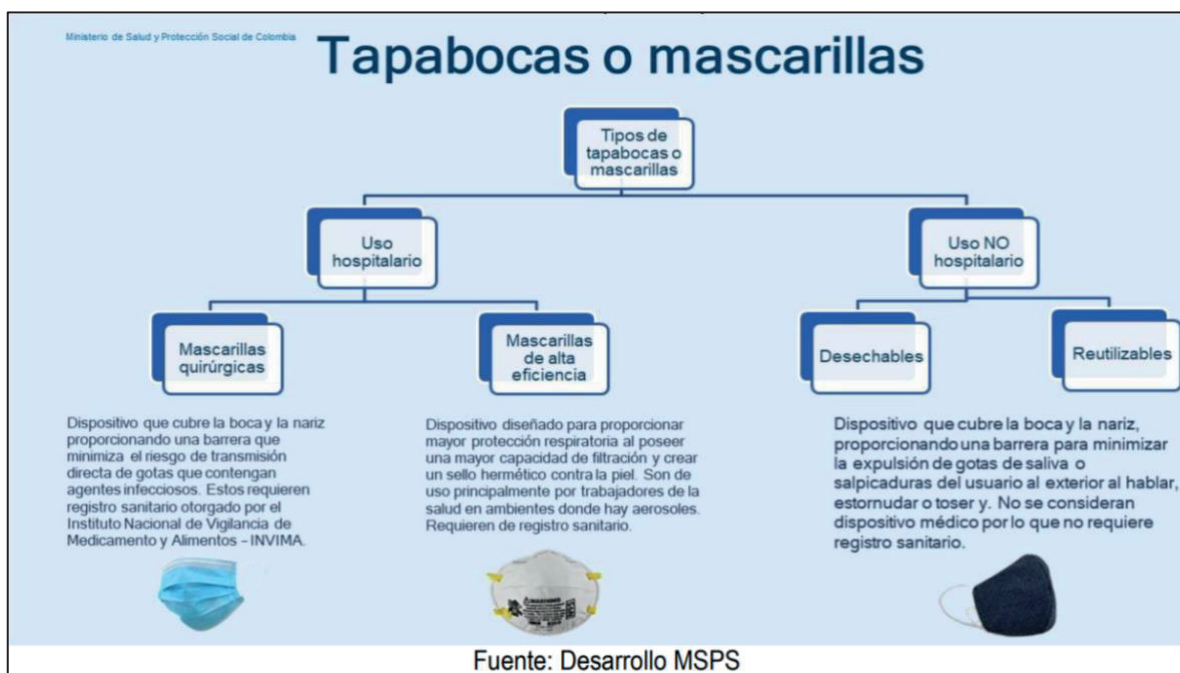 Ministerio de Salud y Protección Social de Colombia
Tapabocas o mascarillas
Tipos de
tapabocas o
mascarillas
Uso
hospitalario
Uso NO
hospitalario
Mascarillas
quirúrgicas
Mascarillas
de alta
eficiencia
Desechables
Reutilizables
Dispositivo que cubre la boca y la nariz
proporcionando una barrera que
minimiza el riesgo de transmisión
directa de gotas que contengan
agentes infecciosos. Estos requieren
registro sanitario otorgado por el
Instituto Nacional de Vigilancia de
Medicamento y Alimentos – INVIMA.
Dispositivo diseñado para proporcionar
mayor protección respiratoria al poseer
una mayor capacidad de filtración y crear
un sello hermético contra la piel. Son de
uso principalmente por trabajadores de la
salud en ambientes donde hay aerosoles.
Requieren de registro sanitario.
Dispositivo que cubre la boca y la nariz,
proporcionando una barrera para minimizar
la expulsión de gotas de saliva o
salpicaduras del usuario al exterior al hablar,
estornudar o toser y. No se consideran
dispositivo médico por lo que no requiere
registro sanitario.
WARNING
Fuente: Desarrollo MSPS